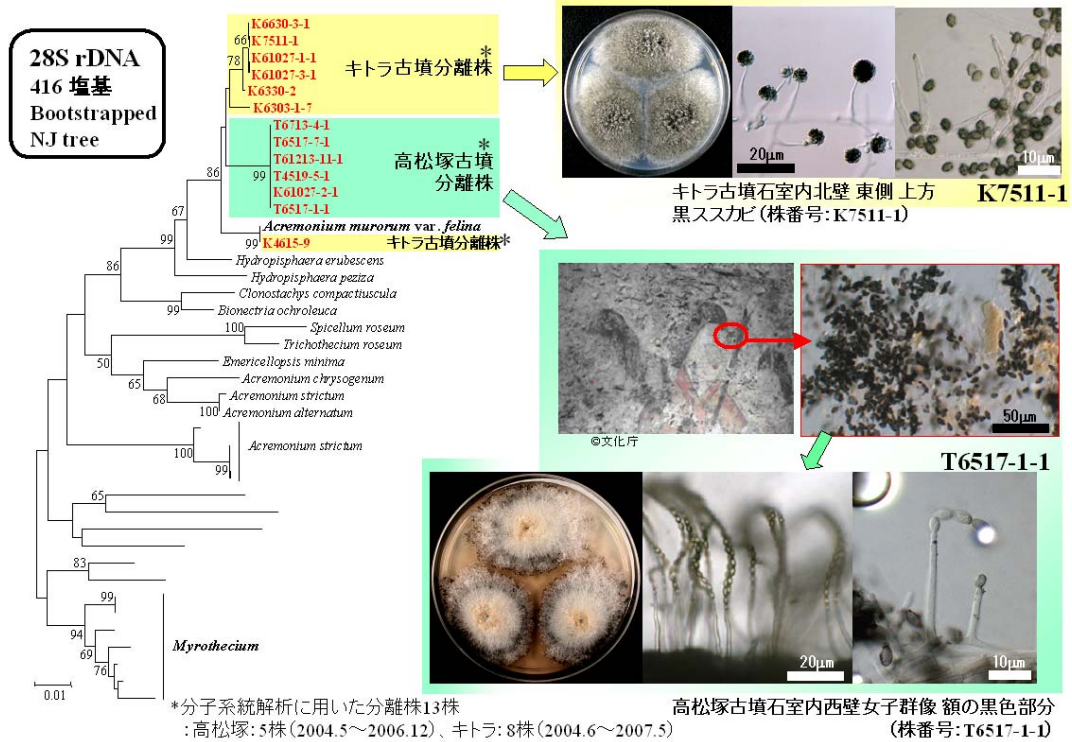 28S rDNA
416 塩基
Bootstrapped
NJ tree
K6630-3-1
66
K7511-1
78
K61027-1-1
K61027-3-1
K6330-2
K6303-1-7
キトラ古墳分離株*
T6713-4-1
T6517-7-1
T61213-11-1
99
T4519-5-1
K61027-2-1
T6517-1-1
高松塚古墳*
分離株
86
Acremonium murorum var. felina
67
99
K4615-9
キトラ古墳分離株*
99
Hydropisphaera erubescens
86
Hydropisphaera peziza
Clonostachys compactiuscula
99
Bionectria ochroleuca
100
Spicellum roseum
Trichothecium roseum
50
Emericellopsis minima
65
Acremonium chrysogenum
68
Acremonium strictum
100
Acremonium alternatum
100
Acremonium strictum
99
65
83
99
94
69
76
Myrothecium
0.01
20μm
10μm
キトラ古墳石室内北壁 東側 上方
黒ススカビ(株番号:K7511-1)
K7511-1
©文化庁
50μm
T6517-1-1
20μm
10μm
高松塚古墳石室内西壁女子群像 額の黒色部分
(株番号:T6517-1-1)
*分子系統解析に用いた分離株13株
:高松塚:5株(2004.5~2006.12)、キトラ:8株(2004.6~2007.5)